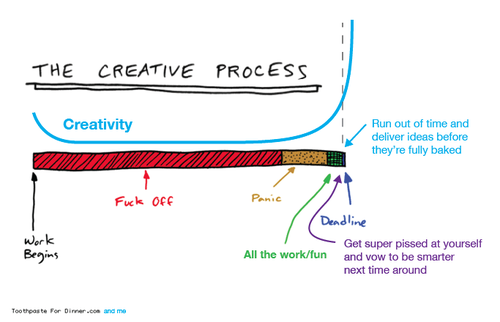 THE CREATIVE PROCESS
Creativity
Run out of time and
deliver ideas before
they're fully baked
Fuck Off
Panic
Deadline
Work
Begins
All the work/fun
Get super pissed at yourself
and vow to be smarter
next time around
Toothpaste For Dinner.com and me